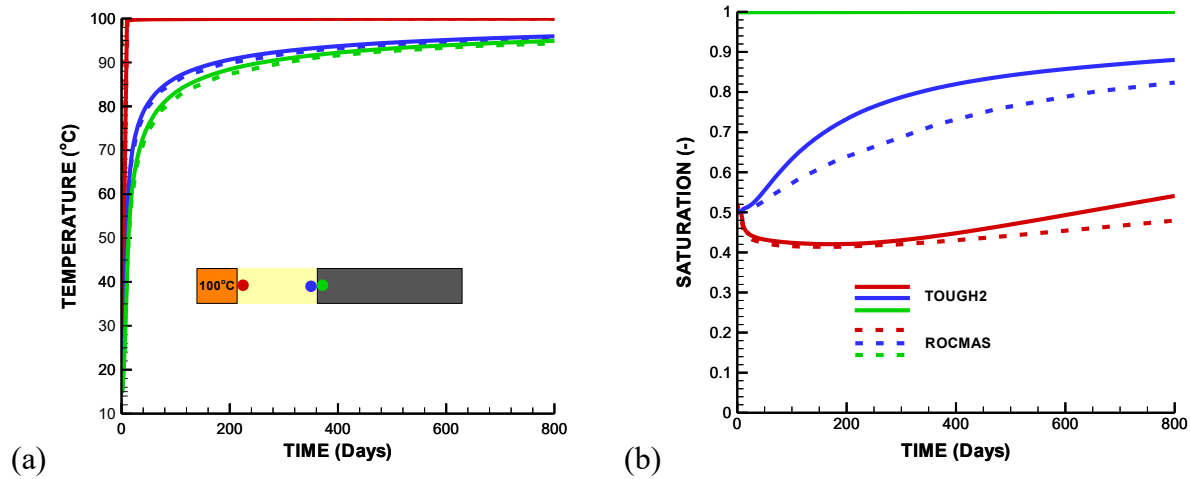 100
90
80
70
60
50
40
30
20
10
TEMPERATURE (°C)
100°C
0 200 400 600 800
TIME (Days)
(a)
1
0.9
0.8
0.7
0.6
0.5
0.4
0.3
0.2
0.1
0
SATURATION (-)
TOUGH2
ROCMAS
0 200 400 600 800
TIME (Days)
(b)